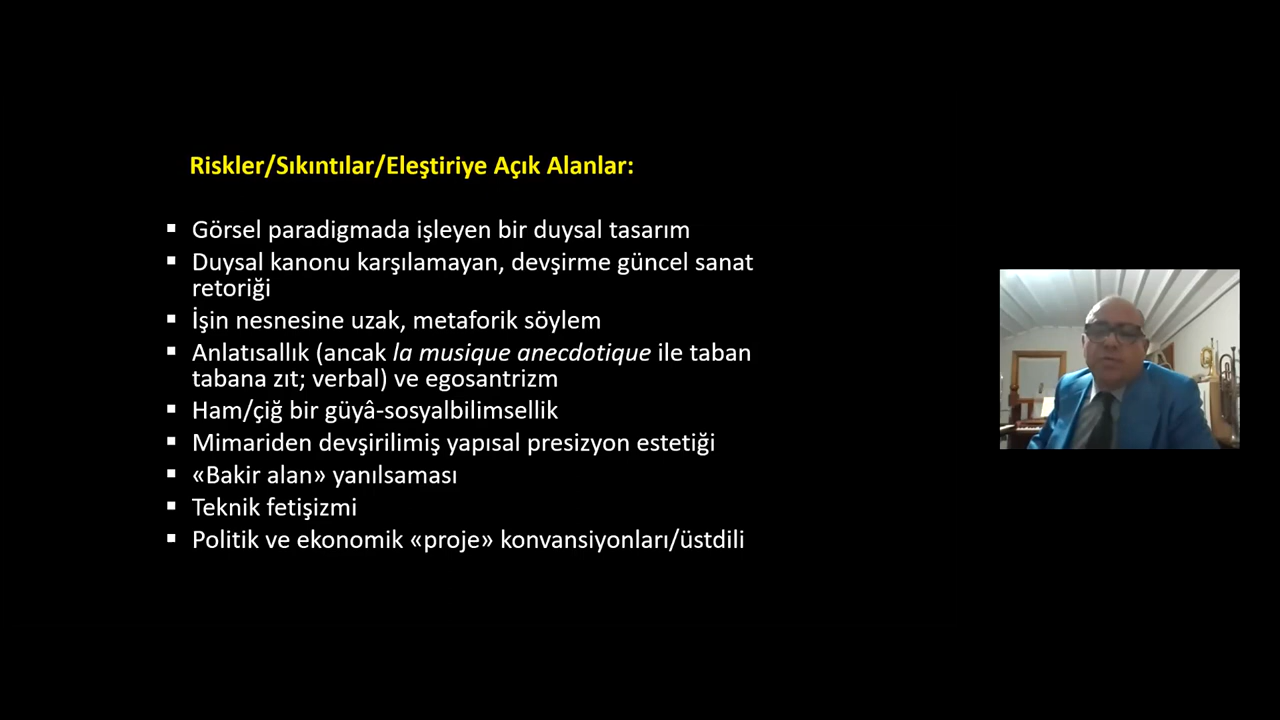 Riskler/Sıkıntılar/Eleştiriye Açık Alanlar:
▪ Görsel paradigmada işleyen bir duysal tasarım
▪ Duysal kanonu karşılamayan, devşirme güncel sanat
retoriği
▪ İşin nesnesine uzak, metaforik söylem
▪ Anlatısallık (ancak la musique anecdotique ile taban
tabana zıt; verbal) ve egosantrizm
▪ Ham/çiğ bir güyâ-sosyalbilimsellik
▪ Mimariden devşirilmiş yapısal presizyon estetiği
▪ «Bakir alan» yanılsaması
▪ Teknik fetişizmi
▪ Politik ve ekonomik «proje» konvansiyonları/üstdili